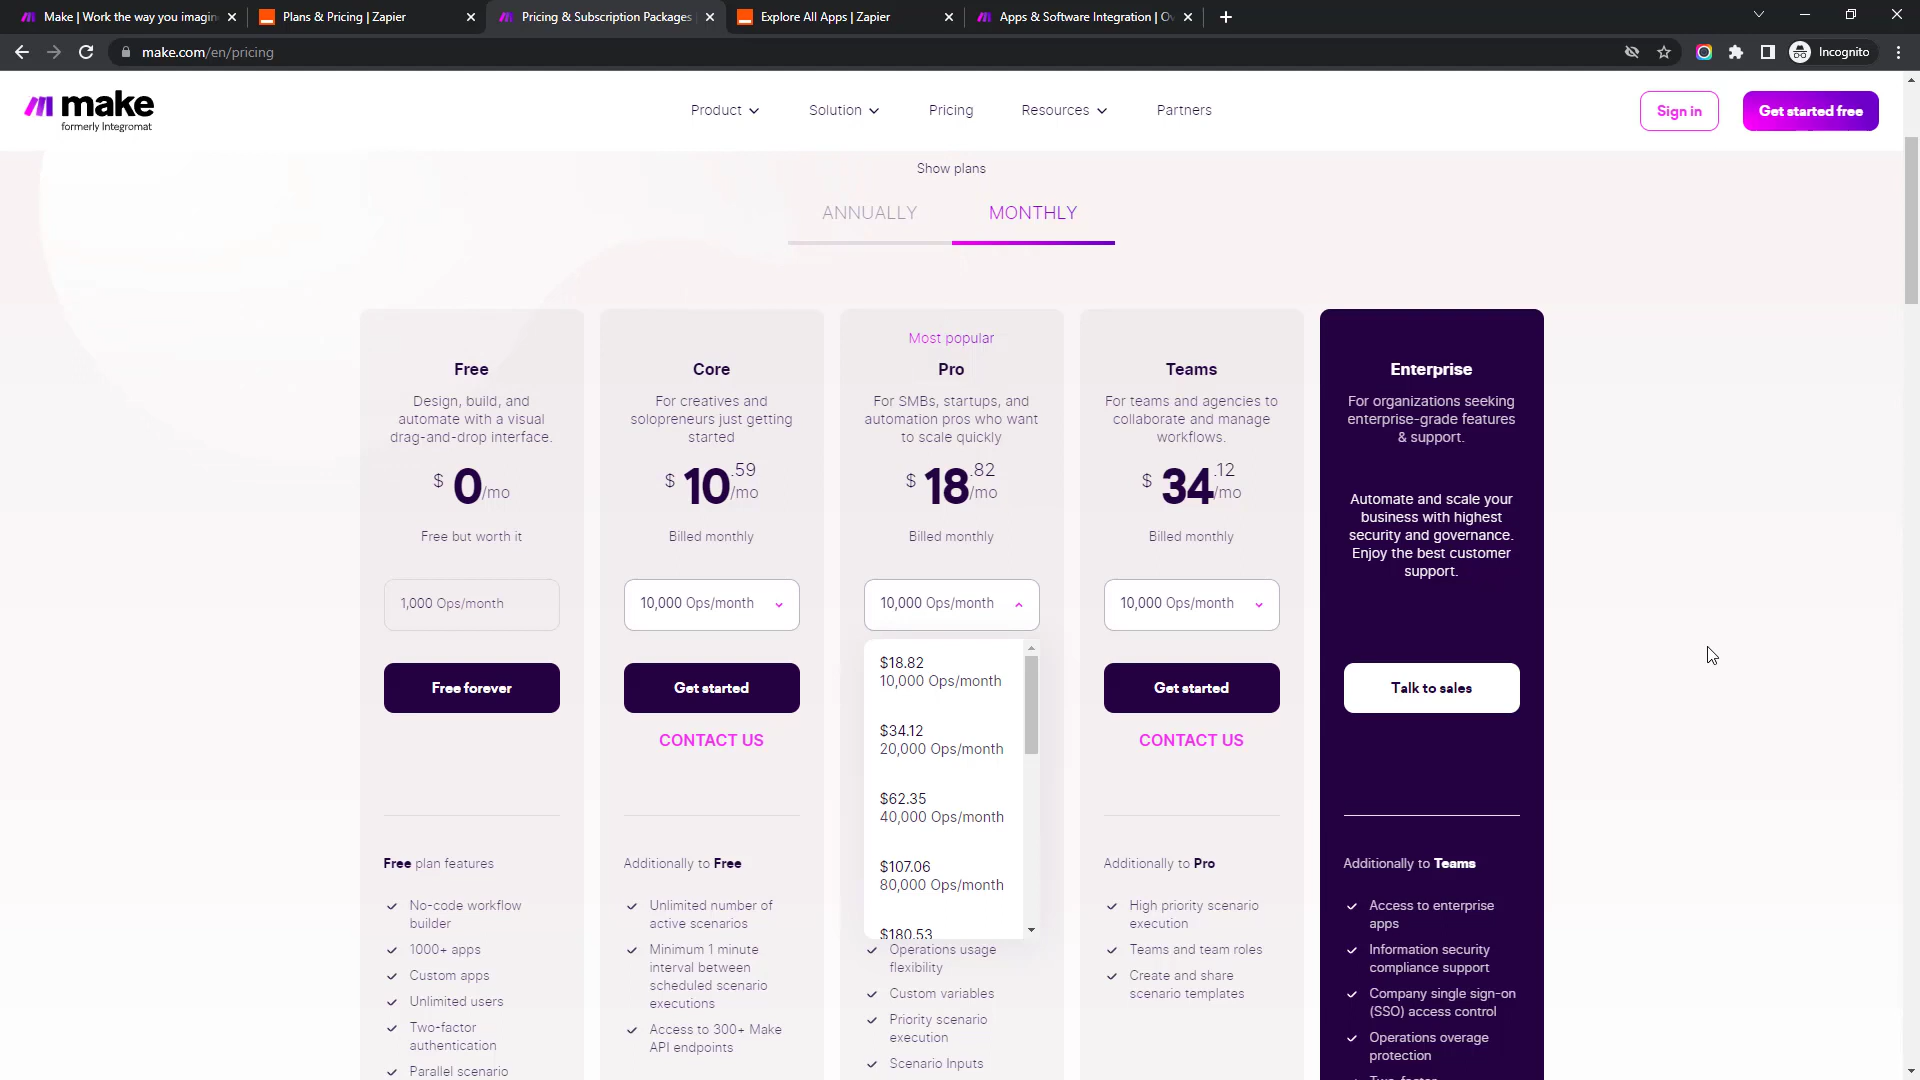 Make | Work the way you imagin
Plans & Pricing | Zapier
Pricing & Subscription Packages
Explore All Apps | Zapier
Apps & Software Integration | Ov
make.com/en/pricing
Incognito
make
formerly Integromat
Product
Solution
Pricing
Resources
Partners
Sign in
Get started free
Show plans
ANNUALLY
MONTHLY
Free
Design, build, and
automate with a visual
drag-and-drop interface.
$ 0/mo
Free but worth it
1,000 Ops/month
Free forever
Free plan features
No-code workflow
builder
1000+ apps
Custom apps
Unlimited users
Two-factor
authentication
Parallel scenario
Core
For creatives and
solopreneurs just getting
started
$ 10.59/mo
Billed monthly
10,000 Ops/month
Get started
CONTACT US
Additionally to Free
Unlimited number of
active scenarios
Minimum 1 minute
interval between
scheduled scenario
executions
Access to 300+ Make
API endpoints
Most popular
Pro
For SMBs, startups, and
automation pros who want
to scale quickly
$ 18.82/mo
Billed monthly
10,000 Ops/month
$18.82
10,000 Ops/month
$34.12
20,000 Ops/month
$62.35
40,000 Ops/month
$107.06
80,000 Ops/month
$180.53
Operations usage
flexibility
Custom variables
Priority scenario
execution
Scenario Inputs
Teams
For teams and agencies to
collaborate and manage
workflows.
$ 34.12/mo
Billed monthly
10,000 Ops/month
Get started
CONTACT US
Additionally to Pro
High priority scenario
execution
Teams and team roles
Create and share
scenario templates
Enterprise
For organizations seeking
enterprise-grade features
& support.
Automate and scale your
business with highest
security and governance.
Enjoy the best customer
support.
Talk to sales
Additionally to Teams
Access to enterprise
apps
Information security
compliance support
Company single sign-on
(SSO) access control
Operations overage
protection